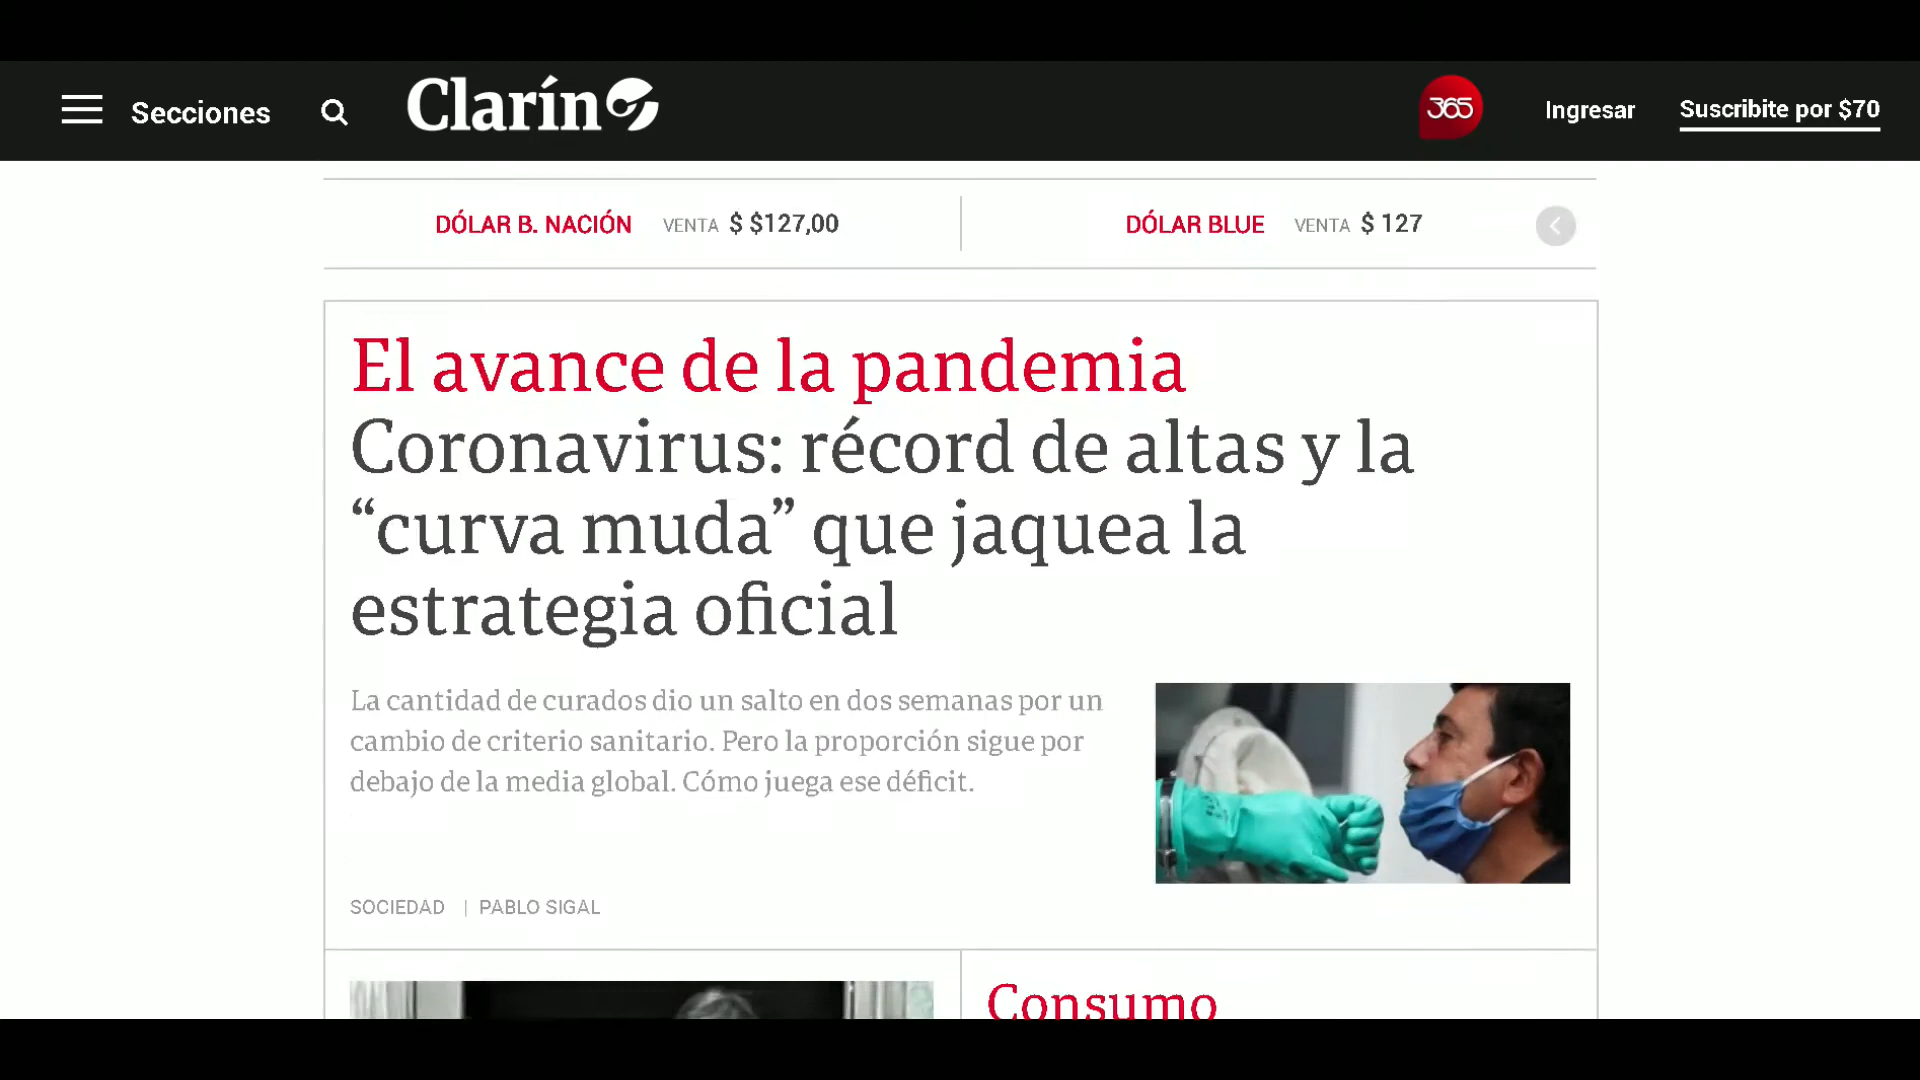 Secciones
Clarín
365
Ingresar
Suscribite por $70
DÓLAR B. NACIÓN VENTA $ $127,00
DÓLAR BLUE VENTA $ 127
El avance de la pandemia
Coronavirus: récord de altas y la
“curva muda” que jaquea la
estrategia oficial
La cantidad de curados dio un salto en dos semanas por un
cambio de criterio sanitario. Pero la proporción sigue por
debajo de la media global. Cómo juega ese déficit.
SOCIEDAD | PABLO SIGAL
Consumo